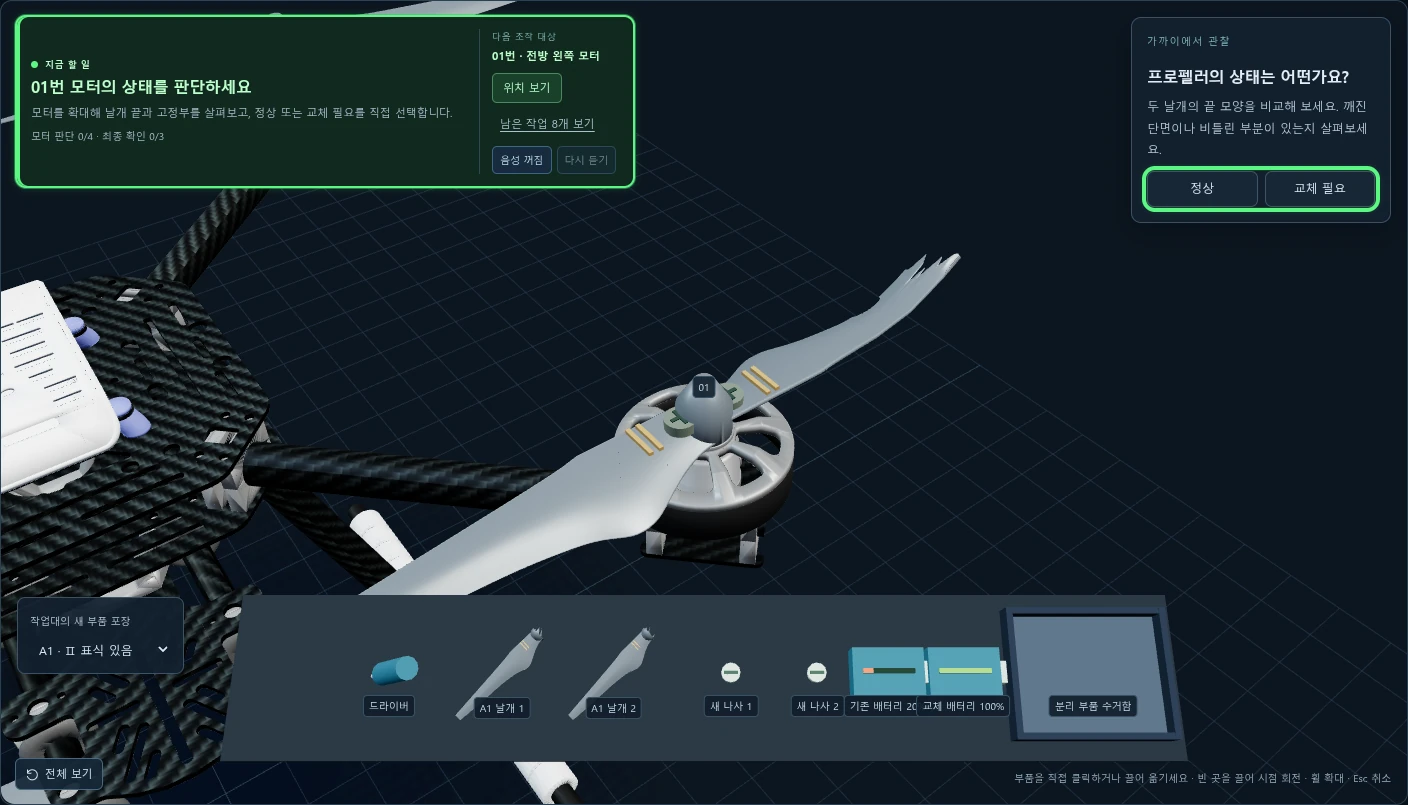 지금 할 일
01번 모터의 상태를 판단하세요
모터를 확대해 날개 끝과 고정부를 살펴보고, 정상 또는 교체 필요를 직접 선택합니다.
모터 판단 0/4 · 최종 확인 0/3
다음 조작 대상
01번 · 전방 왼쪽 모터
위치 보기
남은 작업 8개 보기
음성 꺼짐
다시 듣기
가까이에서 관찰
프로펠러의 상태는 어떤가요?
두 날개의 끝 모양을 비교해 보세요. 깨진
단면이나 비틀린 부분이 있는지 살펴보세
요.
정상
교체 필요
01
작업대의 새 부품 포장
A1 · II 표식 있음
드라이버
A1 날개 1
A1 날개 2
새 나사 1
새 나사 2
기존 배터리 20
교체 배터리 100%
분리 부품 수거함
전체 보기
부품을 직접 클릭하거나 끌어 옮기세요 · 빈 곳을 끌어 시점 회전 · 휠 확대 · Esc 취소